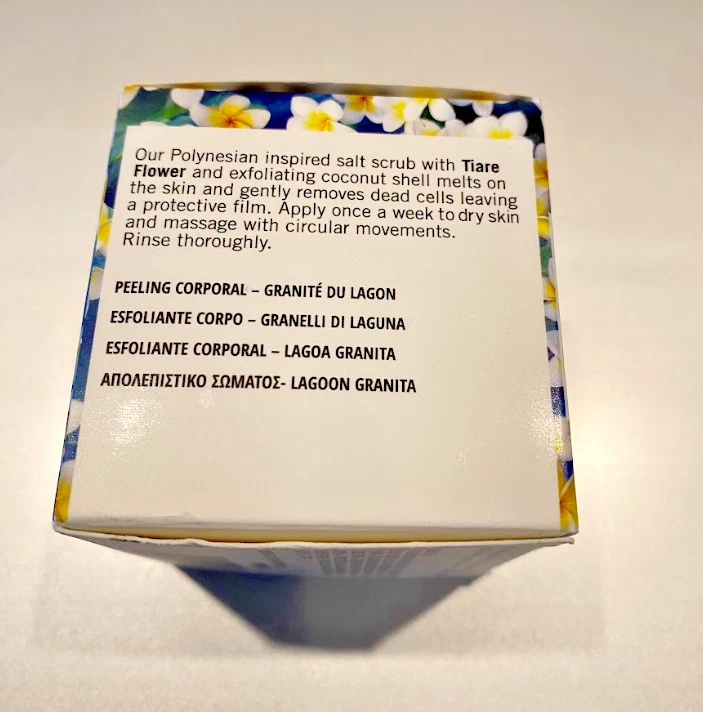 Our Polynesian inspired salt scrub with Tiare
Flower and exfoliating coconut shell melts on
the skin and gently removes dead cells leaving
a protective film. Apply once a week to dry skin
and massage with circular movements.
Rinse thoroughly.
PEELING CORPORAL – GRANITÉ DU LAGON
ESFOLIANTE CORPO – GRANELLI DI LAGUNA
ESFOLIANTE CORPORAL – LAGOA GRANITA
ΑΠΟΛΕΠΙΣΤΙΚΟ ΣΩΜΑΤΟΣ- LAGOON GRANITA